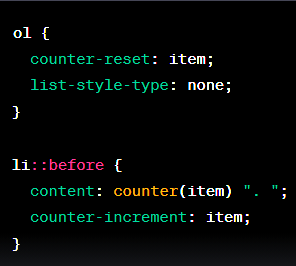 ol {
  counter-reset: item;
  list-style-type: none;
}

li::before {
  content: counter(item) ". ";
  counter-increment: item;
}